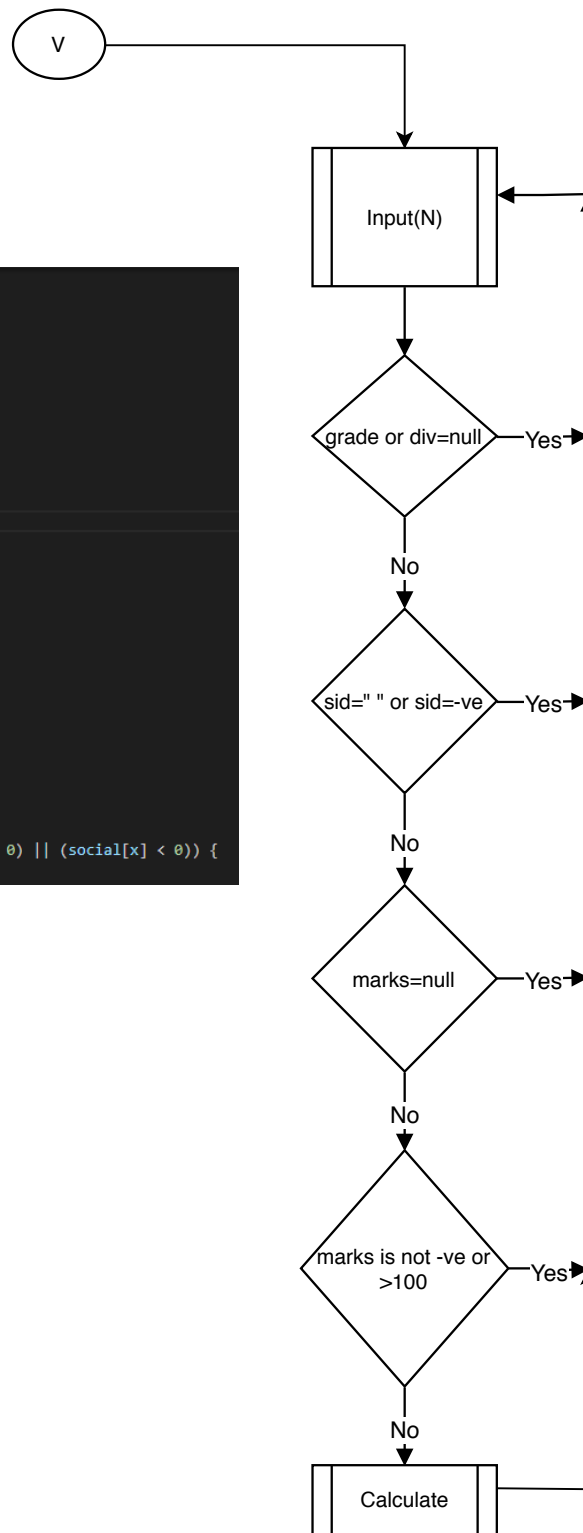 V
Input(N)
grade or div=null
Yes
No
sid=" " or sid=-ve
Yes
No
0) || (social[x] < 0)) {
marks=null
Yes
No
marks is not -ve or
>100
Yes
No
Calculate